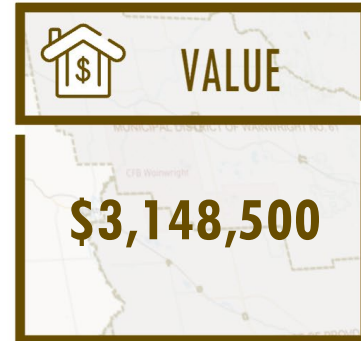 $
VALUE
MUNICIPAL DISTRICT OF WAINWRIGHT NO. 61
CFB Wainwright
$3,148,500